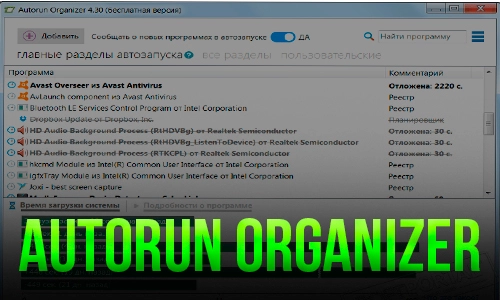 Autorun Organizer 4.30 (бесплатная версия)
Добавить Сообщать о новых программах в автозапуске ДА Найти программу
главные разделы автозапуска все разделы пользовательские
Программа Комментарий
Avast Overseer из Avast Antivirus Отложена: 2220 с.
AvLaunch component из Avast Antivirus Реестр
Bluetooth LE Services Control Program от Intel Corporation Реестр
Dropbox Update от Dropbox, Inc. Планировщик
HD Audio Background Process (RtHDVBg) от Realtek Semiconductor Отложена: 30 с.
HD Audio Background Process (RtHDVBg_ListenToDevice) от Realtek Semiconductor Отложена: 30 с.
HD Audio Background Process (RTKCPL) от Realtek Semiconductor Отложена: 30 с.
hkcmd Module из Intel(R) Common User Interface от Intel Corporation Реестр
igfxTray Module из Intel(R) Common User Interface от Intel Corporation Реестр
Joxi - best screen capture Реестр
Время загрузки системы Подробности о программе
AUTORUN ORGANIZER